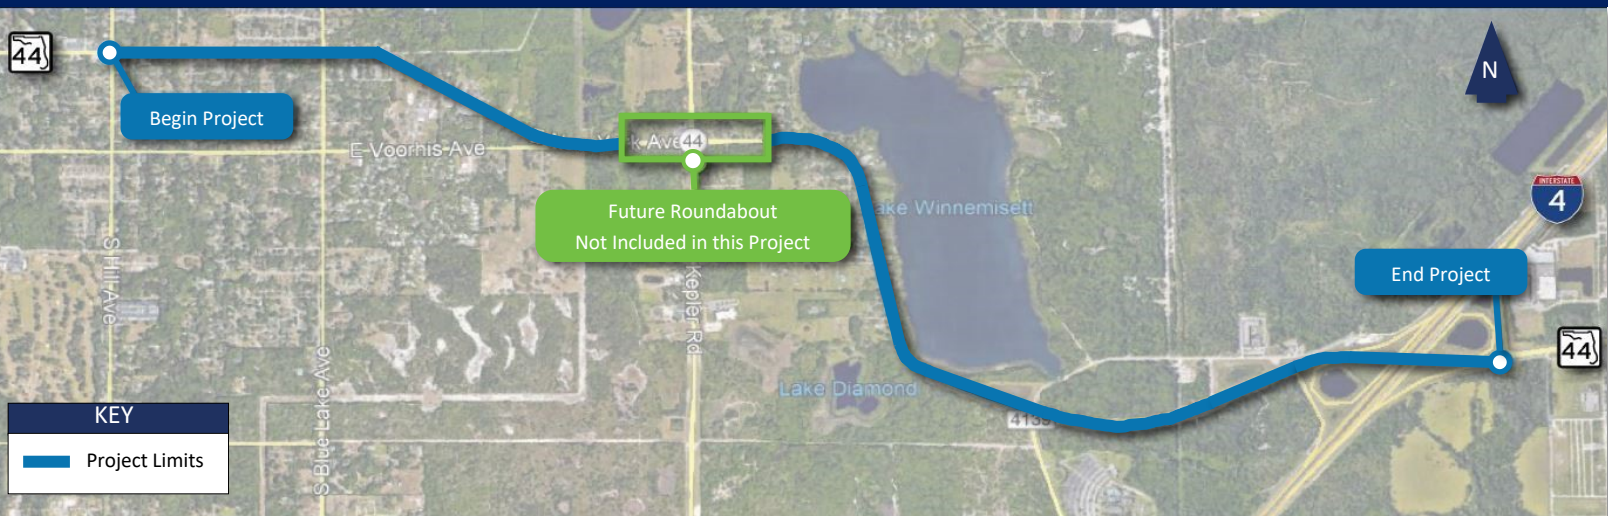 44
Begin Project
N
E Voorhis Ave
k Ave
44
Future Roundabout
Not Included in this Project
ake Winnemisett
INTERSTATE
4
End Project
S Hill Ave
Kepler Rd
44
S Blue Lake Ave
Lake Diamond
KEY
Project Limits